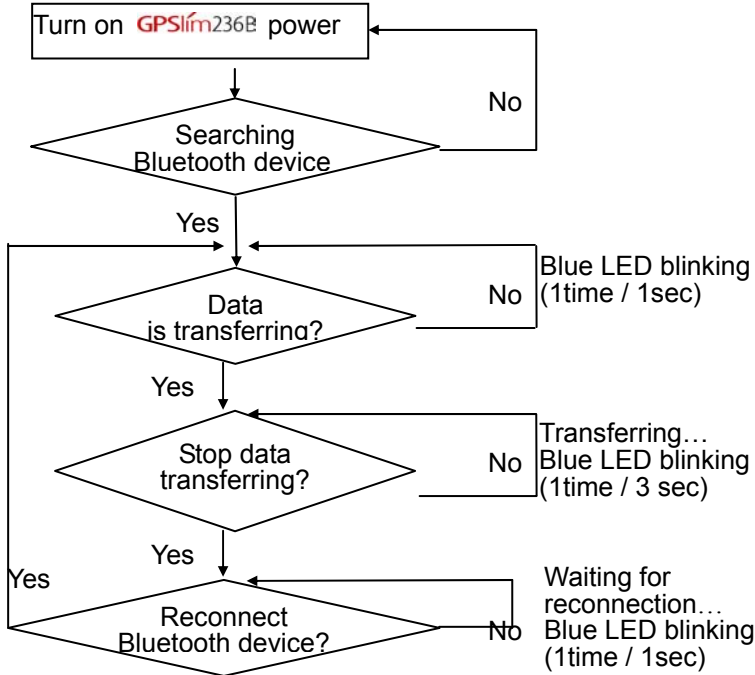 Turn on GPSlím236B power
No
Searching
Bluetooth device
Yes
Blue LED blinking
(1time / 1sec)
No
Data
is transferring?
Yes
Transferring…
Blue LED blinking
(1time / 3 sec)
No
Stop data
transferring?
Yes
Yes
Waiting for
reconnection…
Blue LED blinking
(1time / 1sec)
No
Reconnect
Bluetooth device?